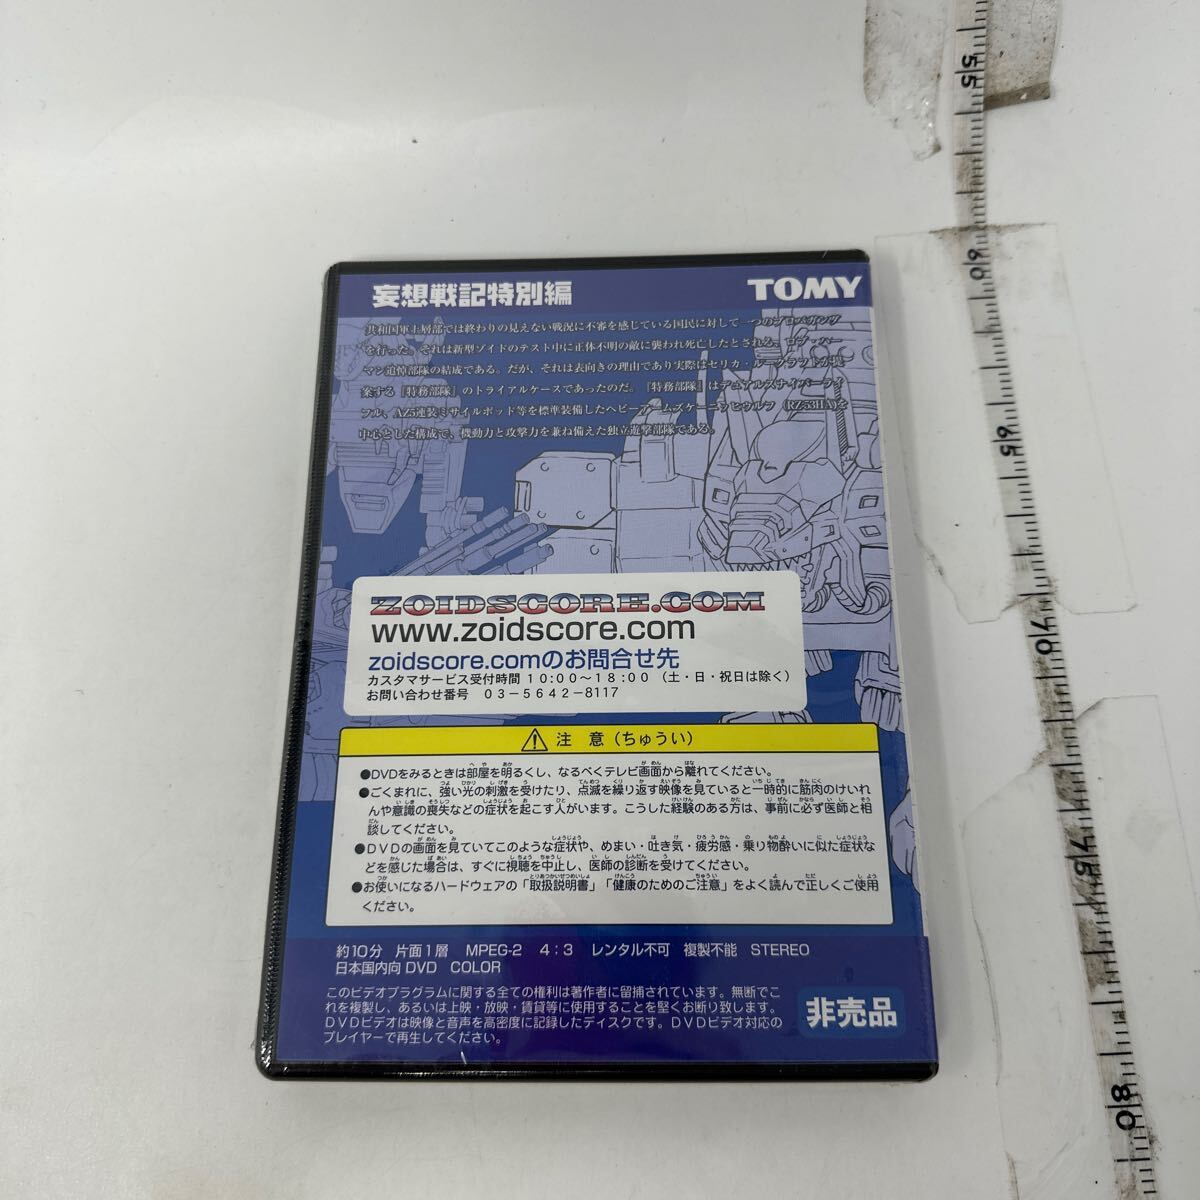 妄想戦記特別編
TOMY
共和国軍上層部では終わりの見えない戦況に不審を感じている国民に対して一つのプロパガンダ
を行った。それは新型ゾイドのテスト中に正体不明の敵に襲われ死亡したとされる、ロブ・ハー
マン追悼部隊の結成である。だが、それは表向きの理由であり実際はセリカ・ルークラフトが提
案する『特務部隊』のトライアルケースであったのだ。『特務部隊』はデュアルスナイパーライ
フル、AZ5連装ミサイルポッド等を標準装備したヘビーアームズケーニッヒウルフ (RZ-53HA)を
中心とした構成で、機動力と攻撃力を兼ね備えた独立遊撃部隊である。
ZOIDSCORE.COM
www.zoidscore.com
zoidscore.comのお問合せ先
カスタマサービス受付時間 10:00〜18:00 (土・日・祝日は除く)
お問い合わせ番号 03-5642-8117
注 意 (ちゅうい)
●DVDをみるときは部屋を明るくし、なるべくテレビ画面から離れてください。
●ごくまれに、強い光の刺激を受けたり、点滅を繰り返す映像を見ていると一時的に筋肉のけいれ
んや意識の喪失などの症状を起こす人がいます。こうした経験のある方は、事前に必ず医師と相
談してください。
●DVDの画面を見ていてこのような症状や、めまい・吐き気・疲労感・乗り物酔いに似た症状な
どを感じた場合は、すぐに視聴を中止し、医師の診断を受けてください。
●お使いになるハードウェアの「取扱説明書」「健康のためのご注意」をよく読んで正しくご使用
ください。
約10分 片面1層 MPEG-2 4:3 レンタル不可 複製不能 STEREO
日本国内向DVD COLOR
このビデオプラグラムに関する全ての権利は著作者に留捕されています。無断でこ
れを複製し、あるいは上映・放映・賃貸等に使用することを堅くお断り致します。
DVDビデオは映像と音声を高密度に記録したディスクです。DVDビデオ対応の
プレイヤーで再生してください。
非売品
55
60
65
70
75
80